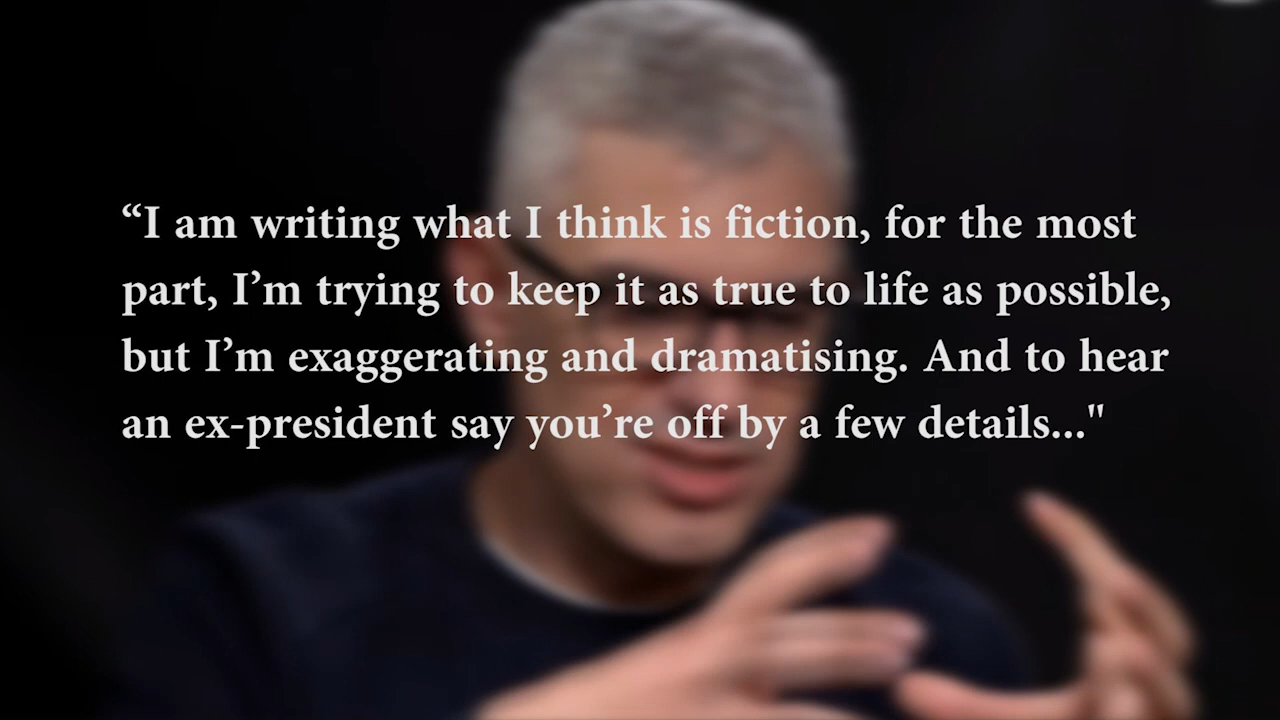 “I am writing what I think is fiction, for the most
part, I’m trying to keep it as true to life as possible,
but I’m exaggerating and dramatising. And to hear
an ex-president say you’re off by a few details..."